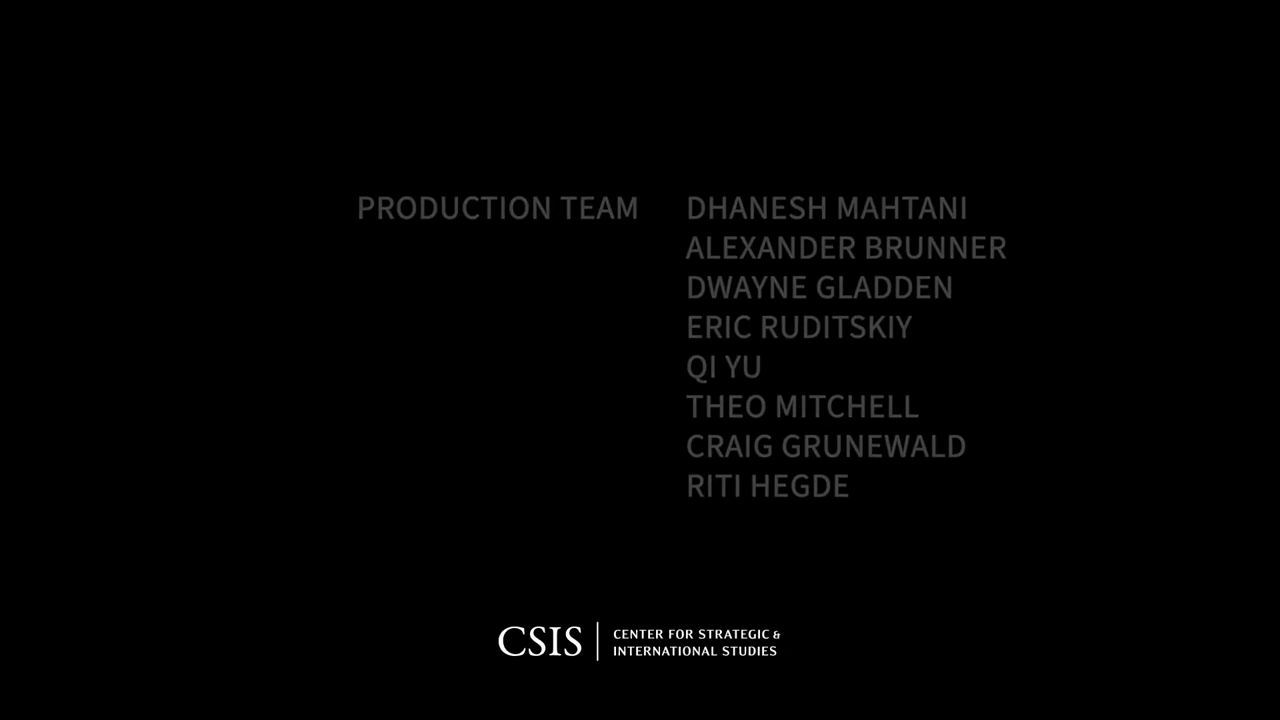 PRODUCTION TEAM DHANESH MAHTANI
ALEXANDER BRUNNER
DWAYNE GLADDEN
ERIC RUDITSKIY
QI YU
THEO MITCHELL
CRAIG GRUNEWALD
RITI HEGDE
CSIS
CENTER FOR STRATEGIC &
INTERNATIONAL STUDIES